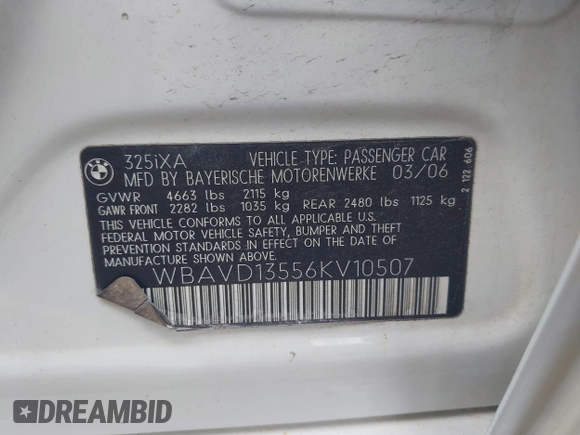 BMW
325iXA VEHICLE TYPE: PASSENGER CAR
MFD BY BAYERISCHE MOTORENWERKE 03/06
GVWR 4663 lbs 2115 kg
GAWR FRONT 2282 lbs 1035 kg REAR 2480 lbs 1125 kg
THIS VEHICLE CONFORMS TO ALL APPLICABLE U.S.
FEDERAL MOTOR VEHICLE SAFETY, BUMPER AND THEFT
PREVENTION STANDARDS IN EFFECT ON THE DATE OF
MANUFACTURE SHOWN ABOVE.
WBAVD13556KV10507
2 122 606
DREAMBID